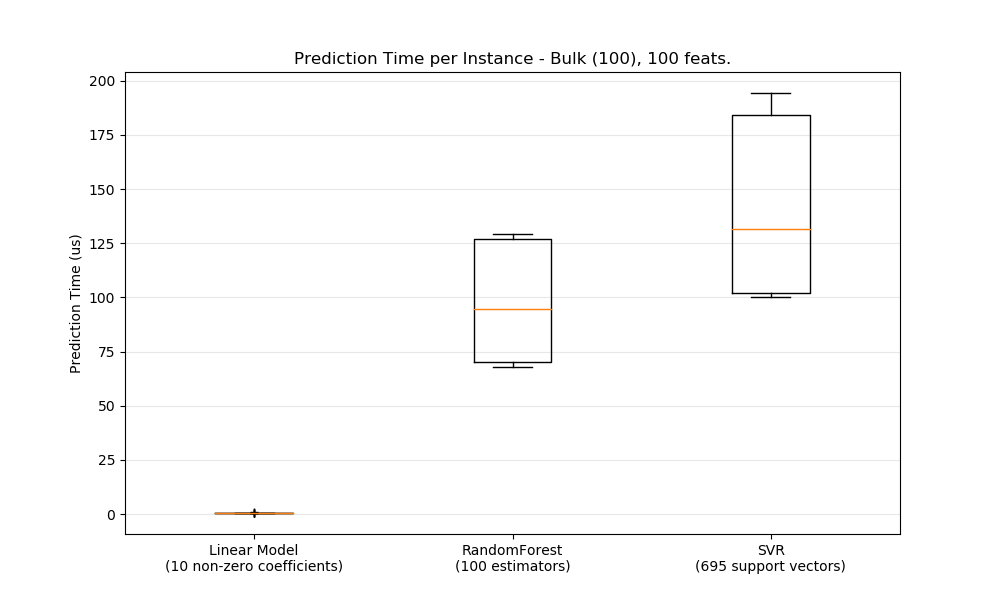 Prediction Time per Instance - Bulk (100), 100 feats.
200
175
150
125
100
75
50
25
0
Prediction Time (us)
Linear Model
(10 non-zero coefficients)
RandomForest
(100 estimators)
SVR
(695 support vectors)